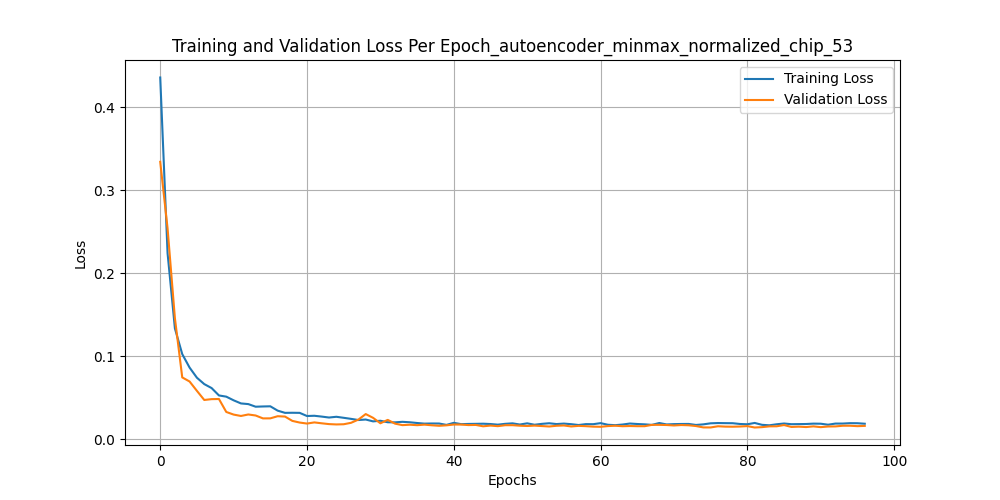 Training and Validation Loss Per Epoch_autoencoder_minmax_normalized_chip_53
Training Loss
Validation Loss
Loss
0.4
0.3
0.2
0.1
0.0
0 20 40 60 80 100
Epochs